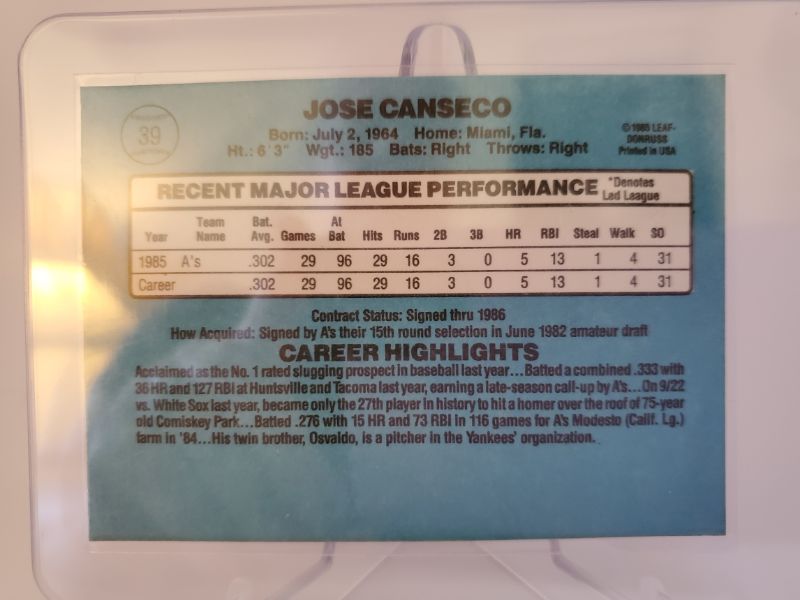 JOSE CANSECO
39
Born: July 2, 1964 Home: Miami, Fla.
Ht.: 6'3" Wgt.: 185 Bats: Right Throws: Right
© 1985 LEAF-
DONRUSS
Printed in USA
RECENT MAJOR LEAGUE PERFORMANCE *Denotes
Led League
Year Team Name Bat. Avg. Games At Bat Hits Runs 2B 3B HR RBI Steal Walk SO
1985 A's .302 29 96 29 16 3 0 5 13 1 4 31
Career .302 29 96 29 16 3 0 5 13 1 4 31
Contract Status: Signed thru 1986
How Acquired: Signed by A's their 15th round selection in June 1982 amateur draft
CAREER HIGHLIGHTS
Acclaimed as the No. 1 rated slugging prospect in baseball last year...Batted a combined .333 with
36 HR and 127 RBI at Huntsville and Tacoma last year, earning a late-season call-up by A's...On 9/22
vs. White Sox last year, became only the 27th player in history to hit a homer over the roof of 75-year
old Comiskey Park...Batted .276 with 15 HR and 73 RBI in 116 games for A's Modesto (Calif. Lg.)
farm in '84...His twin brother, Osvaldo, is a pitcher in the Yankees' organization.